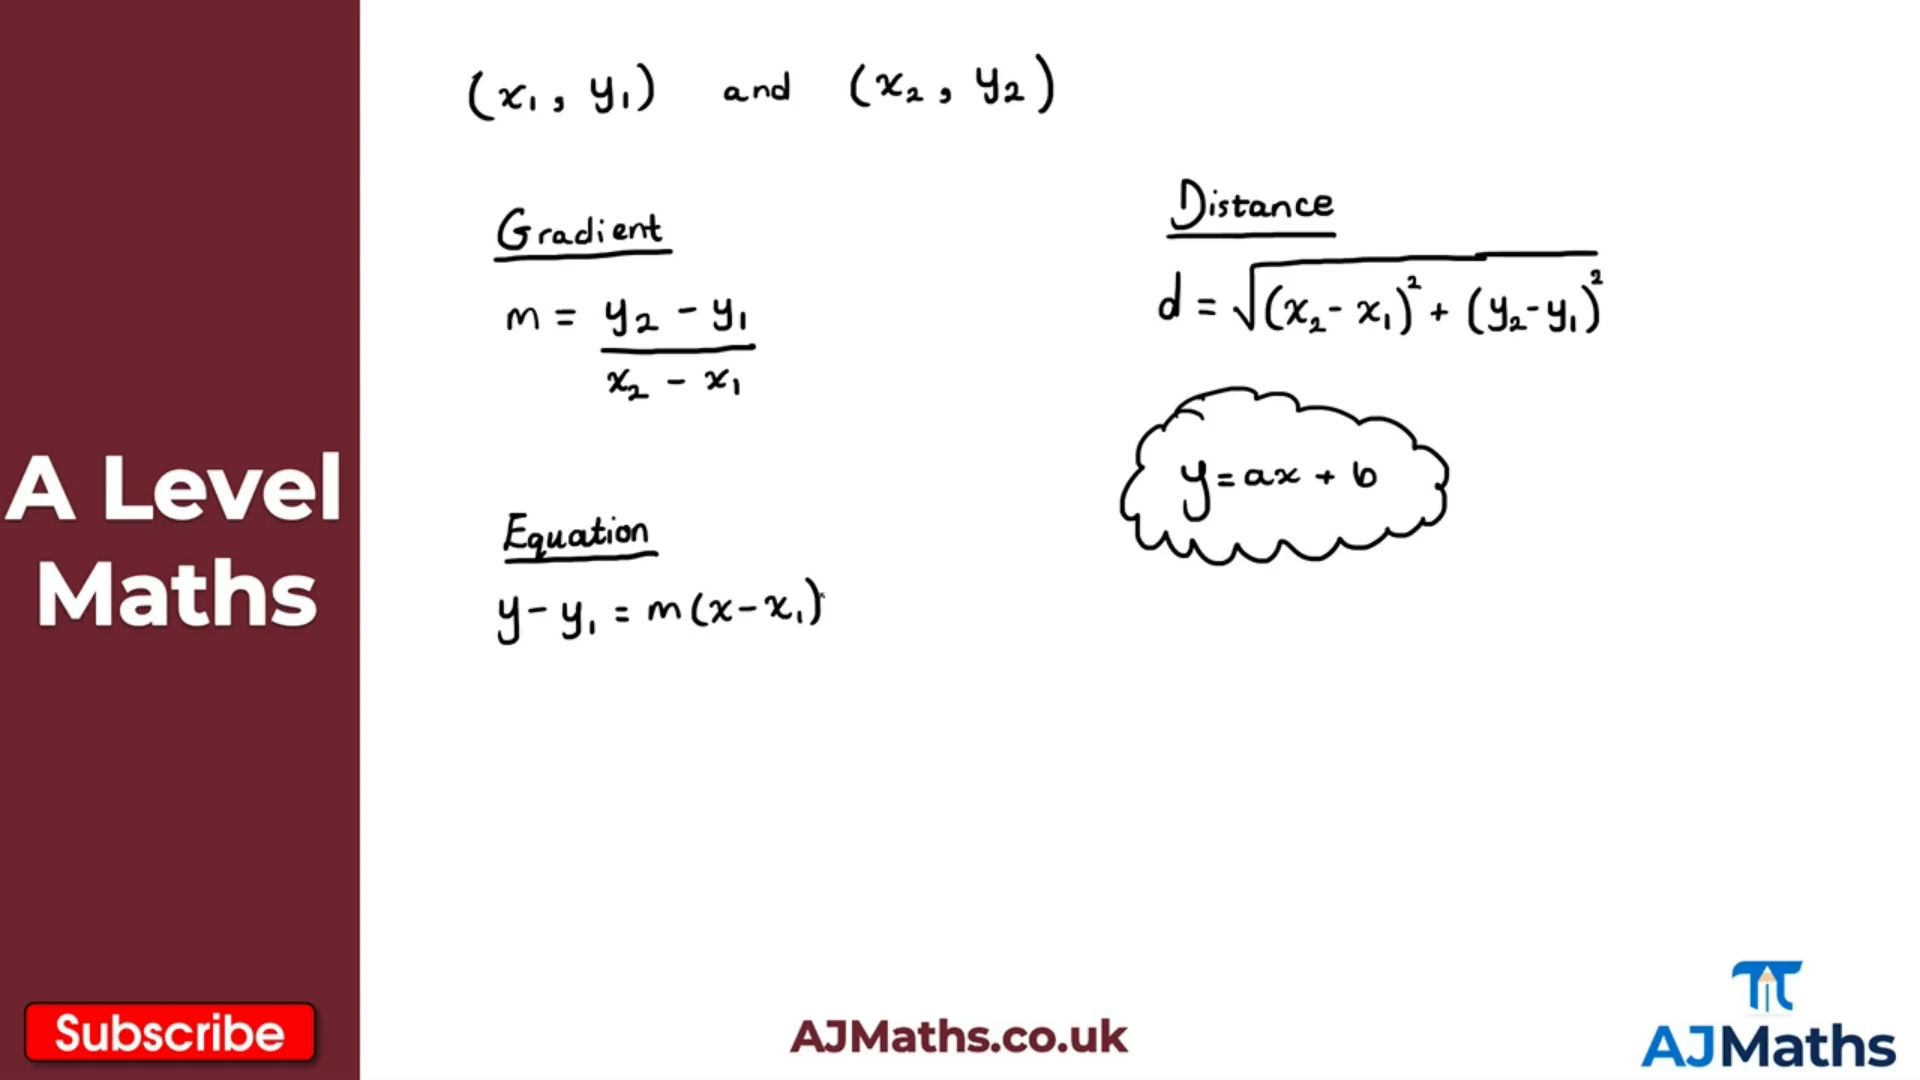 A Level
Maths
Subscribe
(x₁, y₁) and (x₂, y₂)
Gradient
m = y₂ - y₁
x₂ - x₁
Equation
y - y₁ = m(x - x₁)
Distance
d = √(x₂ - x₁)² + (y₂ - y₁)²
y = ax + b
AJMaths.co.uk
AJMaths